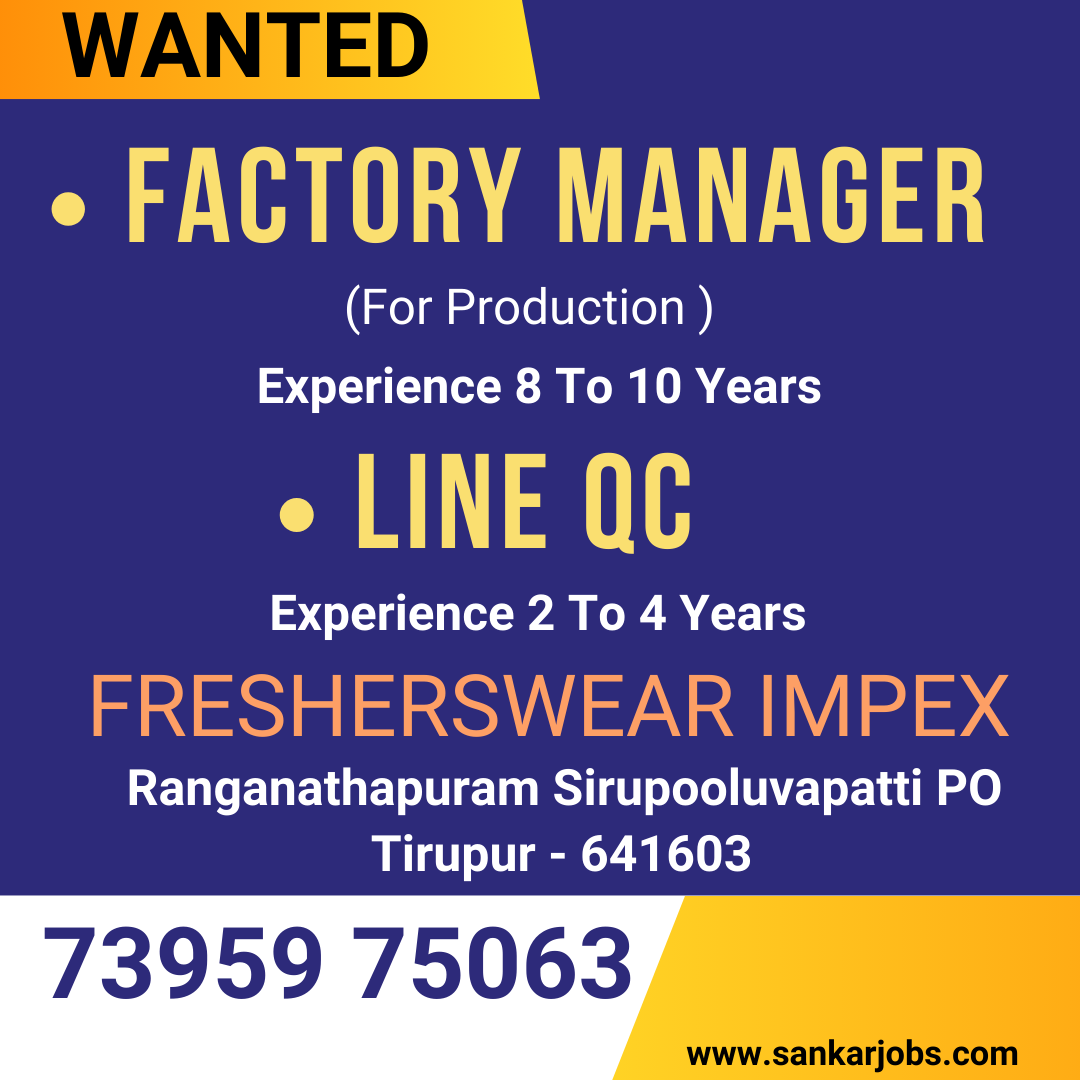 WANTED
• FACTORY MANAGER
(For Production )
Experience 8 To 10 Years
• LINE QC
Experience 2 To 4 Years
FRESHERSWEAR IMPEX
Ranganathapuram Sirupooluvapatti PO
Tirupur - 641603
73959 75063
www.sankarjobs.com